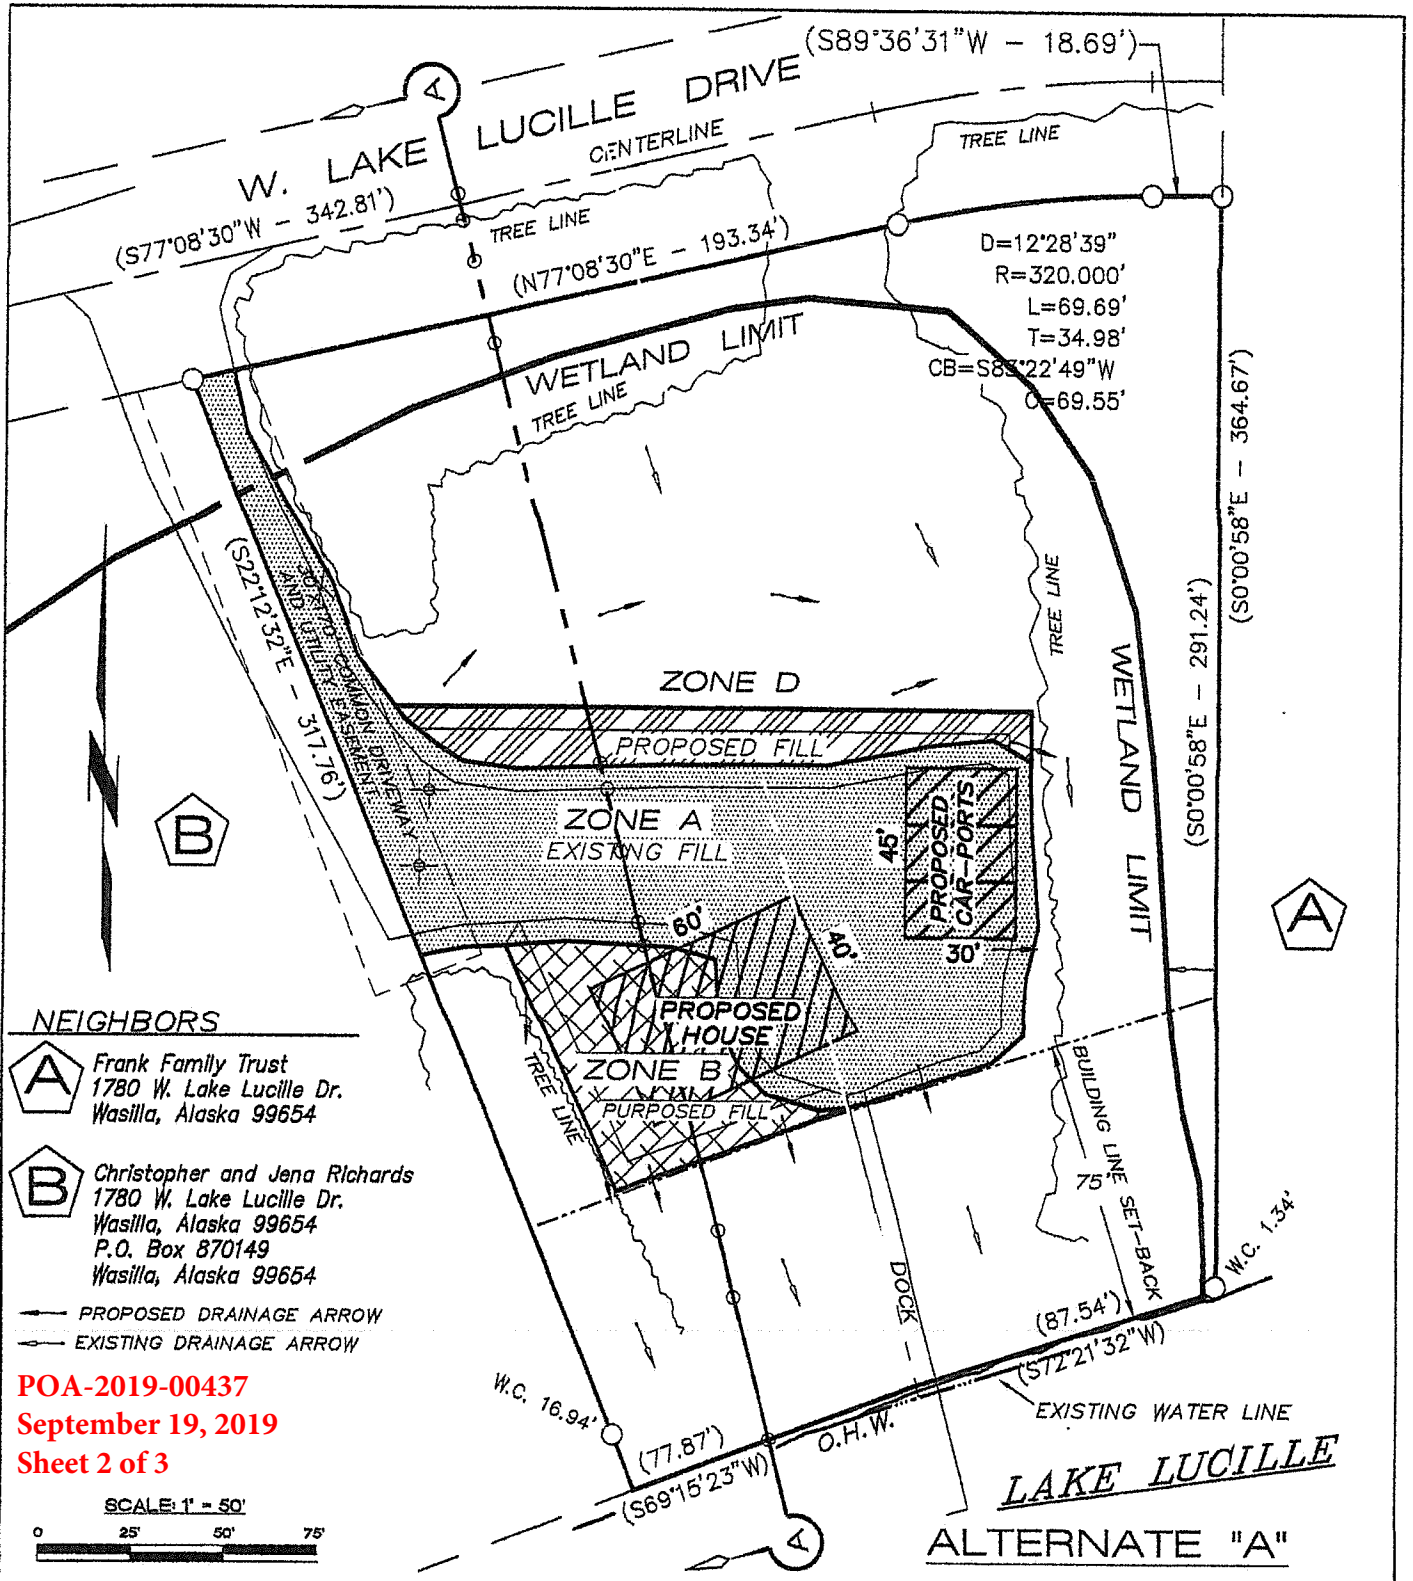 (S89°36'31"W - 18.69')
A
W. LAKE LUCILLE DRIVE
CENTERLINE
TREE LINE
(S77°08'30"W - 342.81')
TREE LINE
(N77°08'30"E - 193.34')
D=12°28'39"
R=320.000'
L=69.69'
T=34.98'
CB=S83°22'49"W
C=69.55'
WETLAND LIMIT
TREE LINE
(S0°00'58"E - 364.67')
(S0°00'58"E - 291.24')
(S22°12'32"E - 317.76')
COMMON DRIVEWAY
AND UTILITY EASEMENT.
TREE LINE
WETLAND LIMIT
ZONE D
PROPOSED FILL
ZONE A
EXISTING FILL
45'
PROPOSED
CAR-PORTS
30'
B
A
60'
40'
PROPOSED
HOUSE
ZONE B
PURPOSED FILL
TREE LINE
BUILDING LINE SET-BACK
75'
DOCK
W.C. 1.34'
(87.54')
(S72°21'32"W)
W.C. 16.94'
(77.87')
(S69°15'23"W)
O.H.W.
EXISTING WATER LINE
LAKE LUCILLE
A
ALTERNATE "A"
NEIGHBORS
A
Frank Family Trust
1780 W. Lake Lucille Dr.
Wasilla, Alaska 99654
B
Christopher and Jena Richards
1780 W. Lake Lucille Dr.
Wasilla, Alaska 99654
P.O. Box 870149
Wasilla, Alaska 99654
PROPOSED DRAINAGE ARROW
EXISTING DRAINAGE ARROW
POA-2019-00437
September 19, 2019
Sheet 2 of 3
SCALE: 1" = 50'
0 25' 50' 75'
N